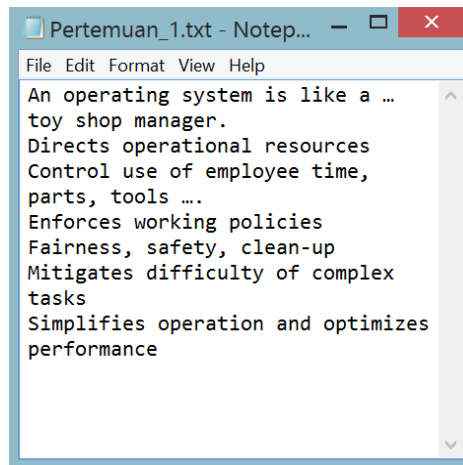 Pertemuan_1.txt - Notep...
File Edit Format View Help
An operating system is like a …
toy shop manager.
Directs operational resources
Control use of employee time,
parts, tools ….
Enforces working policies
Fairness, safety, clean-up
Mitigates difficulty of complex
tasks
Simplifies operation and optimizes
performance